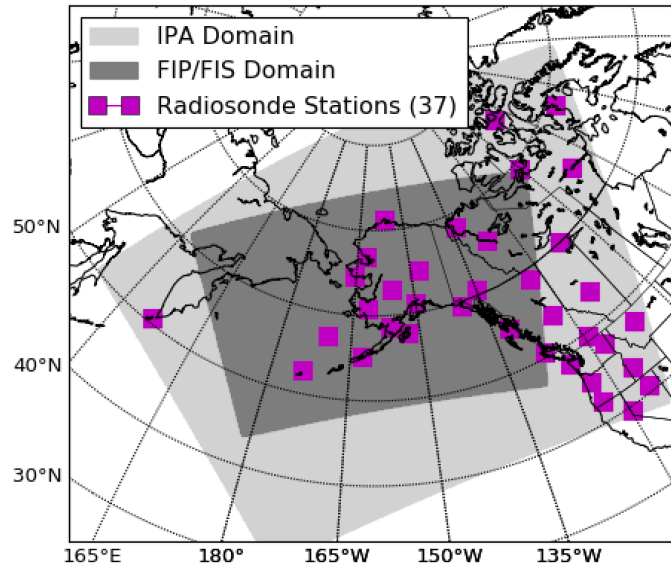 IPA Domain
FIP/FIS Domain
Radiosonde Stations (37)
50°N
40°N
30°N
165°E
180°
165°W
150°W
135°W